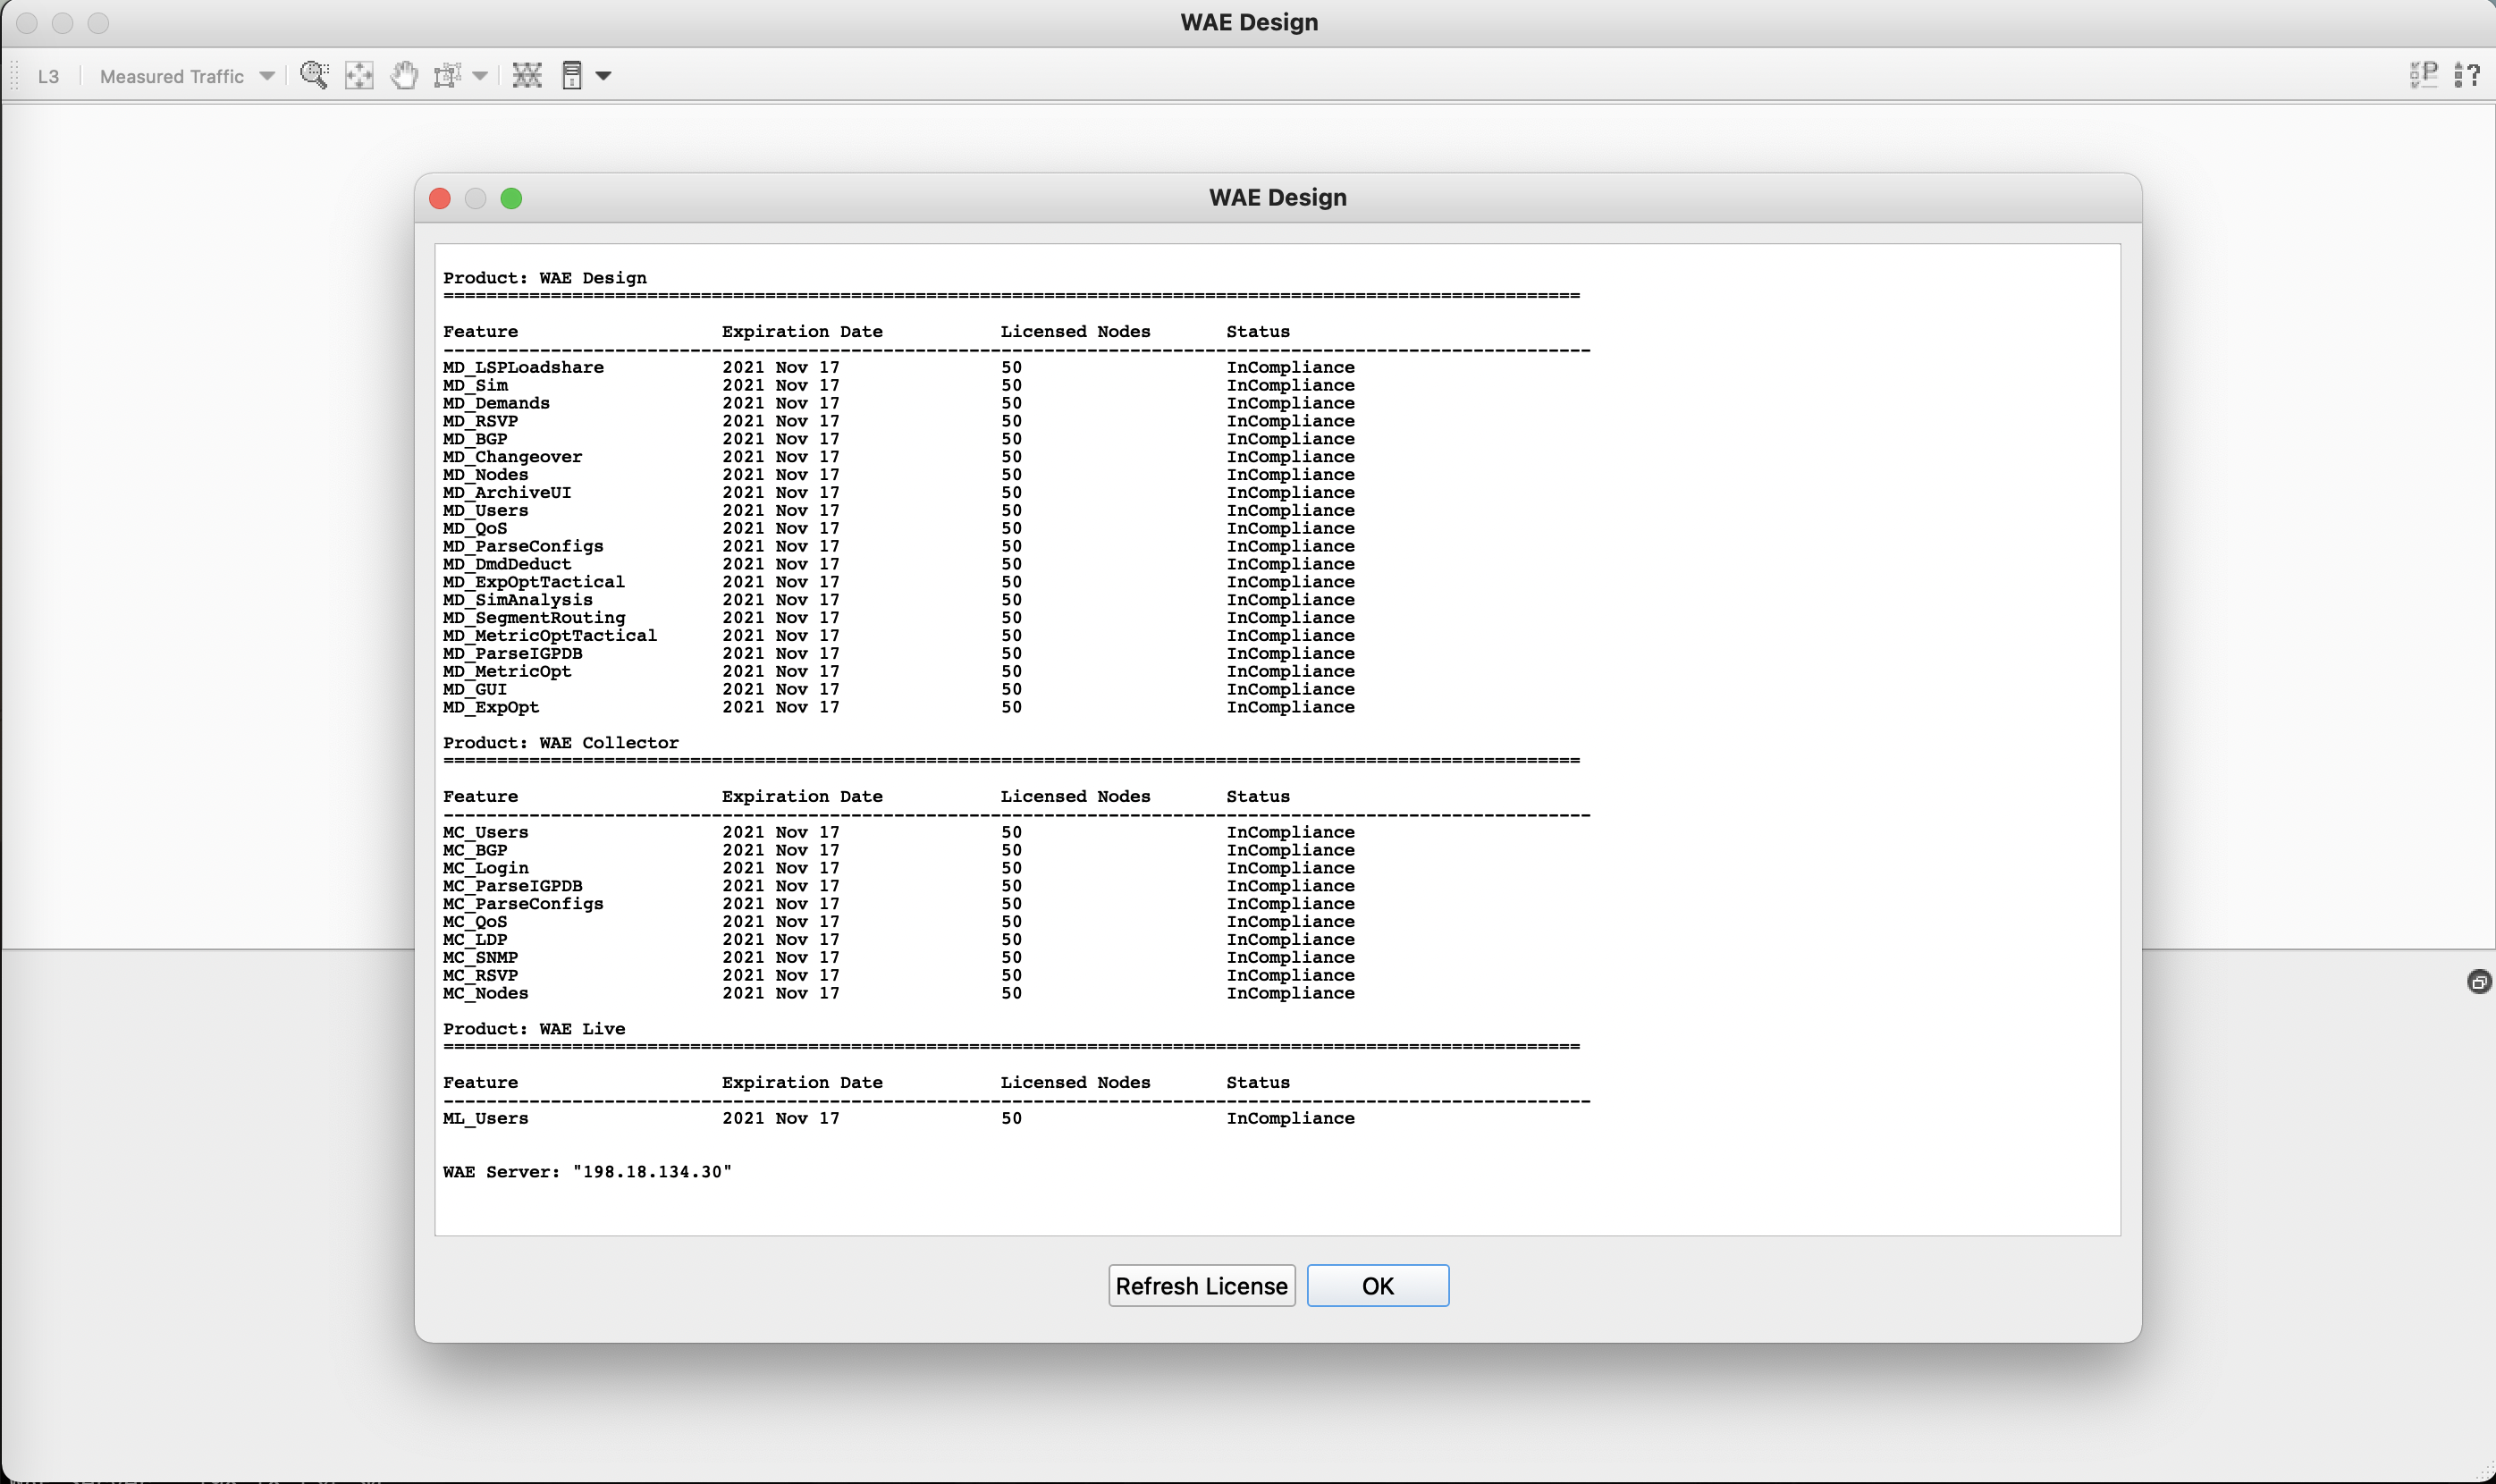 WAE Design
L3 Measured Traffic
WAE Design
Product: WAE Design
==========================================================================================================
Feature Expiration Date Licensed Nodes Status
-----------------------------------------------------------------------------------------------------------
MD_LSPLoadshare 2021 Nov 17 50 InCompliance
MD_Sim 2021 Nov 17 50 InCompliance
MD_Demands 2021 Nov 17 50 InCompliance
MD_RSVP 2021 Nov 17 50 InCompliance
MD_BGP 2021 Nov 17 50 InCompliance
MD_Changeover 2021 Nov 17 50 InCompliance
MD_Nodes 2021 Nov 17 50 InCompliance
MD_ArchiveUI 2021 Nov 17 50 InCompliance
MD_Users 2021 Nov 17 50 InCompliance
MD_QoS 2021 Nov 17 50 InCompliance
MD_ParseConfigs 2021 Nov 17 50 InCompliance
MD_DmdDeduct 2021 Nov 17 50 InCompliance
MD_ExpOptTactical 2021 Nov 17 50 InCompliance
MD_SimAnalysis 2021 Nov 17 50 InCompliance
MD_SegmentRouting 2021 Nov 17 50 InCompliance
MD_MetricOptTactical 2021 Nov 17 50 InCompliance
MD_ParseIGPDB 2021 Nov 17 50 InCompliance
MD_MetricOpt 2021 Nov 17 50 InCompliance
MD_GUI 2021 Nov 17 50 InCompliance
MD_ExpOpt 2021 Nov 17 50 InCompliance
Product: WAE Collector
==========================================================================================================
Feature Expiration Date Licensed Nodes Status
-----------------------------------------------------------------------------------------------------------
MC_Users 2021 Nov 17 50 InCompliance
MC_BGP 2021 Nov 17 50 InCompliance
MC_Login 2021 Nov 17 50 InCompliance
MC_ParseIGPDB 2021 Nov 17 50 InCompliance
MC_ParseConfigs 2021 Nov 17 50 InCompliance
MC_QoS 2021 Nov 17 50 InCompliance
MC_LDP 2021 Nov 17 50 InCompliance
MC_SNMP 2021 Nov 17 50 InCompliance
MC_RSVP 2021 Nov 17 50 InCompliance
MC_Nodes 2021 Nov 17 50 InCompliance
Product: WAE Live
==========================================================================================================
Feature Expiration Date Licensed Nodes Status
-----------------------------------------------------------------------------------------------------------
ML_Users 2021 Nov 17 50 InCompliance
WAE Server: "198.18.134.30"
Refresh License OK